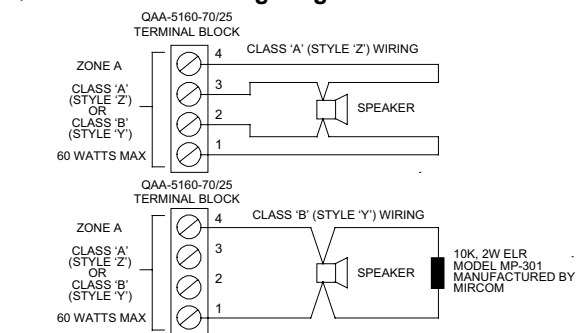 QAA-5160-70/25
TERMINAL BLOCK
CLASS ‘A’ (STYLE ‘Z’) WIRING
4
ZONE A
3
CLASS ‘A’
(STYLE ‘Z’)
OR
CLASS ‘B’
(STYLE ‘Y’)
SPEAKER
2
1
60 WATTS MAX
QAA-5160-70/25
TERMINAL BLOCK
CLASS ‘B’ (STYLE ‘Y’) WIRING
4
ZONE A
3
CLASS ‘A’
(STYLE ‘Z’)
OR
CLASS ‘B’
(STYLE ‘Y’)
SPEAKER
10K, 2W ELR
MODEL MP-301
MANUFACTURED BY
MIRCOM
2
1
60 WATTS MAX